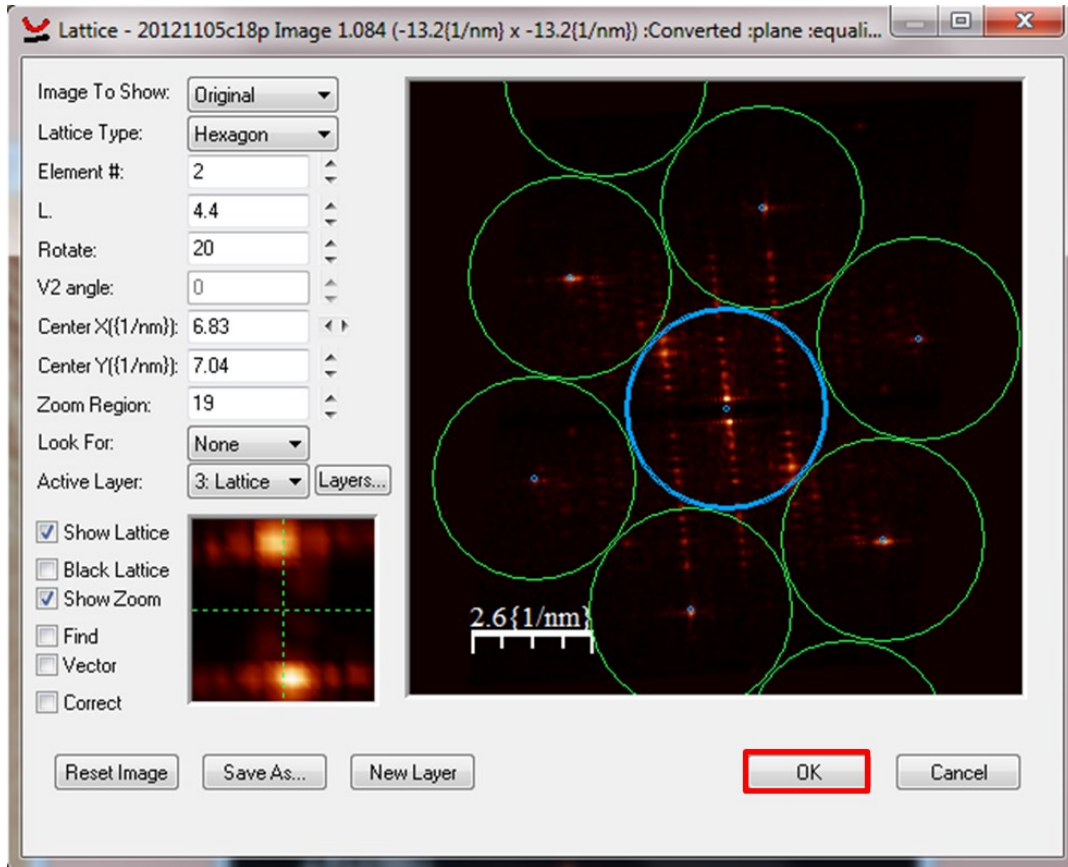 Lattice - 20121105c18p Image 1.084 (-13.2{1/nm} x -13.2{1/nm}) :Converted :plane :equali...
Image To Show: Original
Lattice Type: Hexagon
Element #: 2
L. 4.4
Rotate: 20
V2 angle: 0
Center X({1/nm}): 6.83
Center Y({1/nm}): 7.04
Zoom Region: 19
Look For: None
Active Layer: 3: Lattice Layers...
Show Lattice
Black Lattice
Show Zoom
Find
Vector
Correct
2.6{1/nm}
Reset Image Save As... New Layer OK Cancel